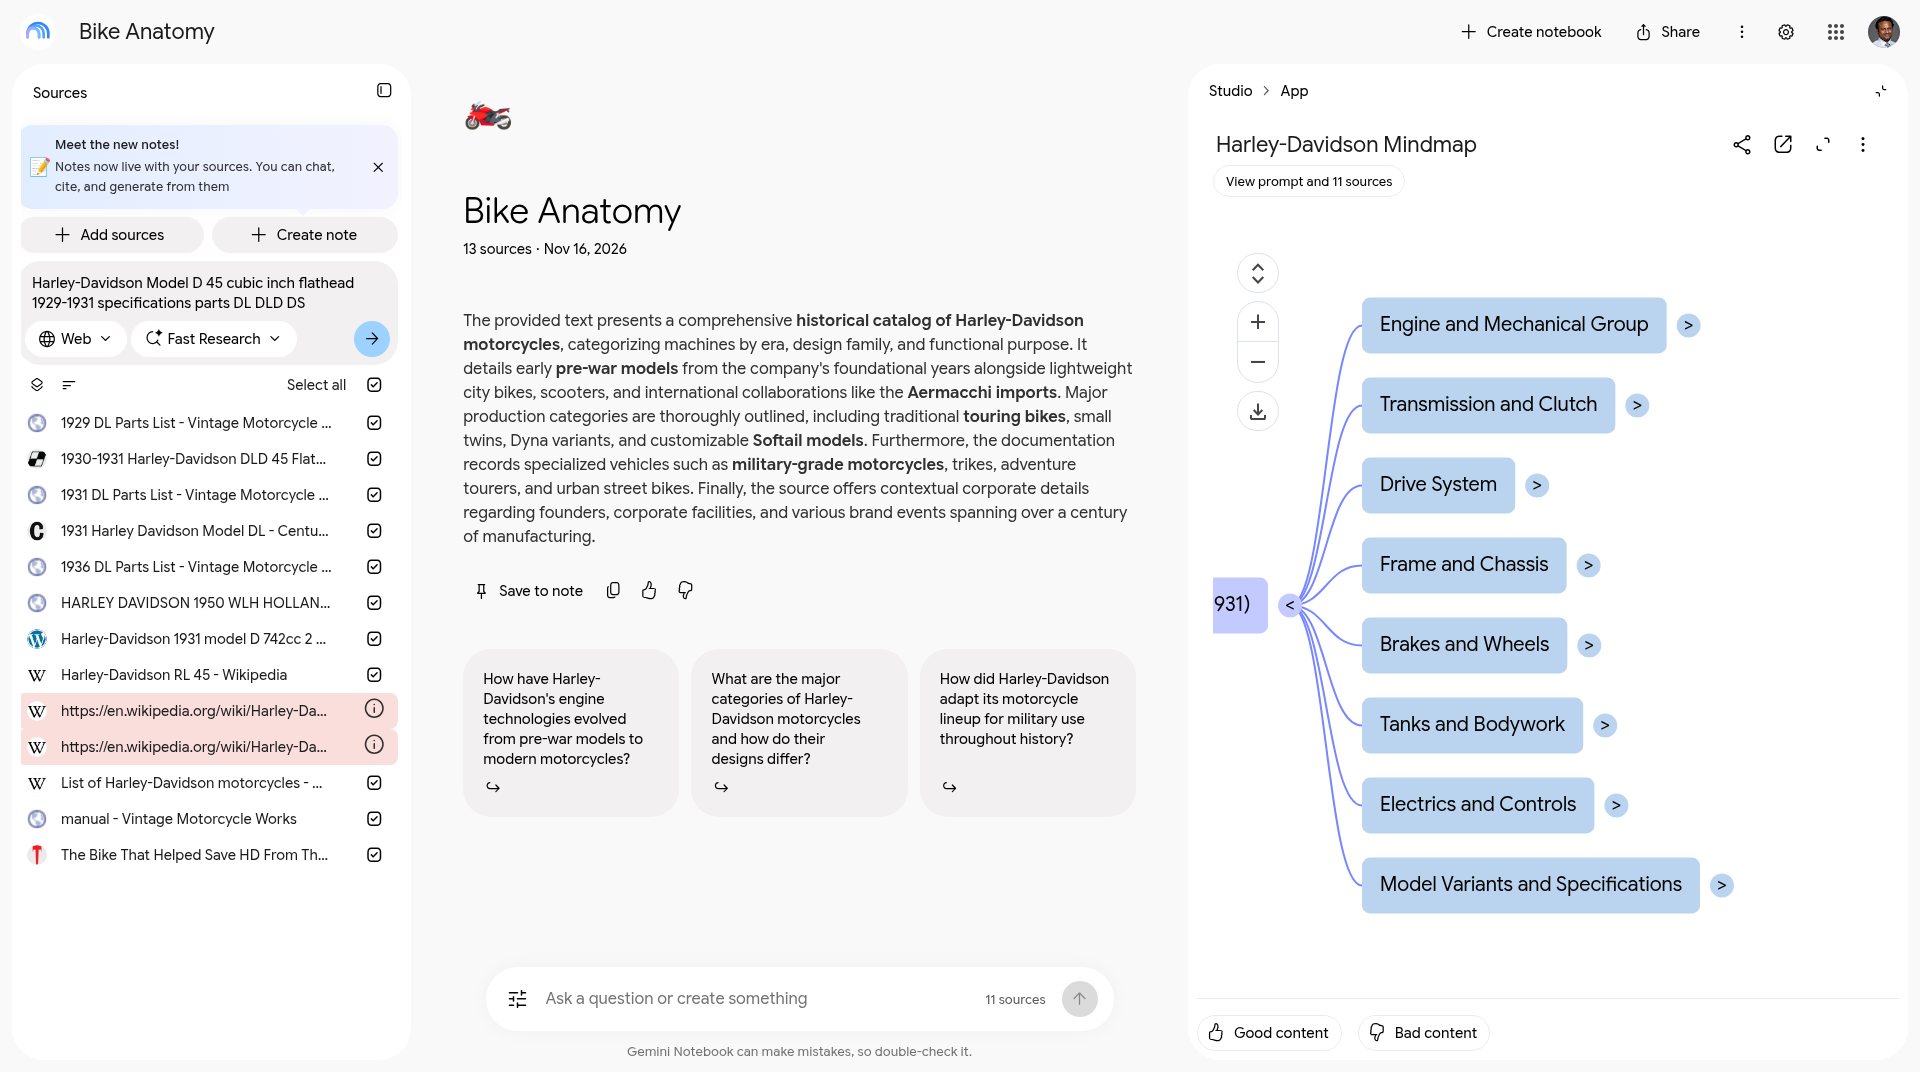 Bike Anatomy
Create notebook
Share
Sources
Meet the new notes!
Notes now live with your sources. You can chat,
cite, and generate from them
Add sources
Create note
Harley-Davidson Model D 45 cubic inch flathead
1929-1931 specifications parts DL DLD DS
Web
Fast Research
Select all
1929 DL Parts List - Vintage Motorcycle ...
1930-1931 Harley-Davidson DLD 45 Flat...
1931 DL Parts List - Vintage Motorcycle ...
1931 Harley Davidson Model DL - Centu...
1936 DL Parts List - Vintage Motorcycle ...
HARLEY DAVIDSON 1950 WLH HOLLAN...
Harley-Davidson 1931 model D 742cc 2 ...
Harley-Davidson RL 45 - Wikipedia
https://en.wikipedia.org/wiki/Harley-Da...
https://en.wikipedia.org/wiki/Harley-Da...
List of Harley-Davidson motorcycles - ...
manual - Vintage Motorcycle Works
The Bike That Helped Save HD From Th...
Bike Anatomy
13 sources · Nov 16, 2026
The provided text presents a comprehensive historical catalog of Harley-Davidson
motorcycles, categorizing machines by era, design family, and functional purpose. It
details early pre-war models from the company's foundational years alongside lightweight
city bikes, scooters, and international collaborations like the Aermacchi imports. Major
production categories are thoroughly outlined, including traditional touring bikes, small
twins, Dyna variants, and customizable Softail models. Furthermore, the documentation
records specialized vehicles such as military-grade motorcycles, trikes, adventure
tourers, and urban street bikes. Finally, the source offers contextual corporate details
regarding founders, corporate facilities, and various brand events spanning over a century
of manufacturing.
Save to note
How have Harley-
Davidson's engine
technologies evolved
from pre-war models to
modern motorcycles?
What are the major
categories of Harley-
Davidson motorcycles
and how do their
designs differ?
How did Harley-Davidson
adapt its motorcycle
lineup for military use
throughout history?
Ask a question or create something
11 sources
Gemini Notebook can make mistakes, so double-check it.
Studio > App
Harley-Davidson Mindmap
View prompt and 11 sources
931)
<
Engine and Mechanical Group >
Transmission and Clutch >
Drive System >
Frame and Chassis >
Brakes and Wheels >
Tanks and Bodywork >
Electrics and Controls >
Model Variants and Specifications >
Good content
Bad content